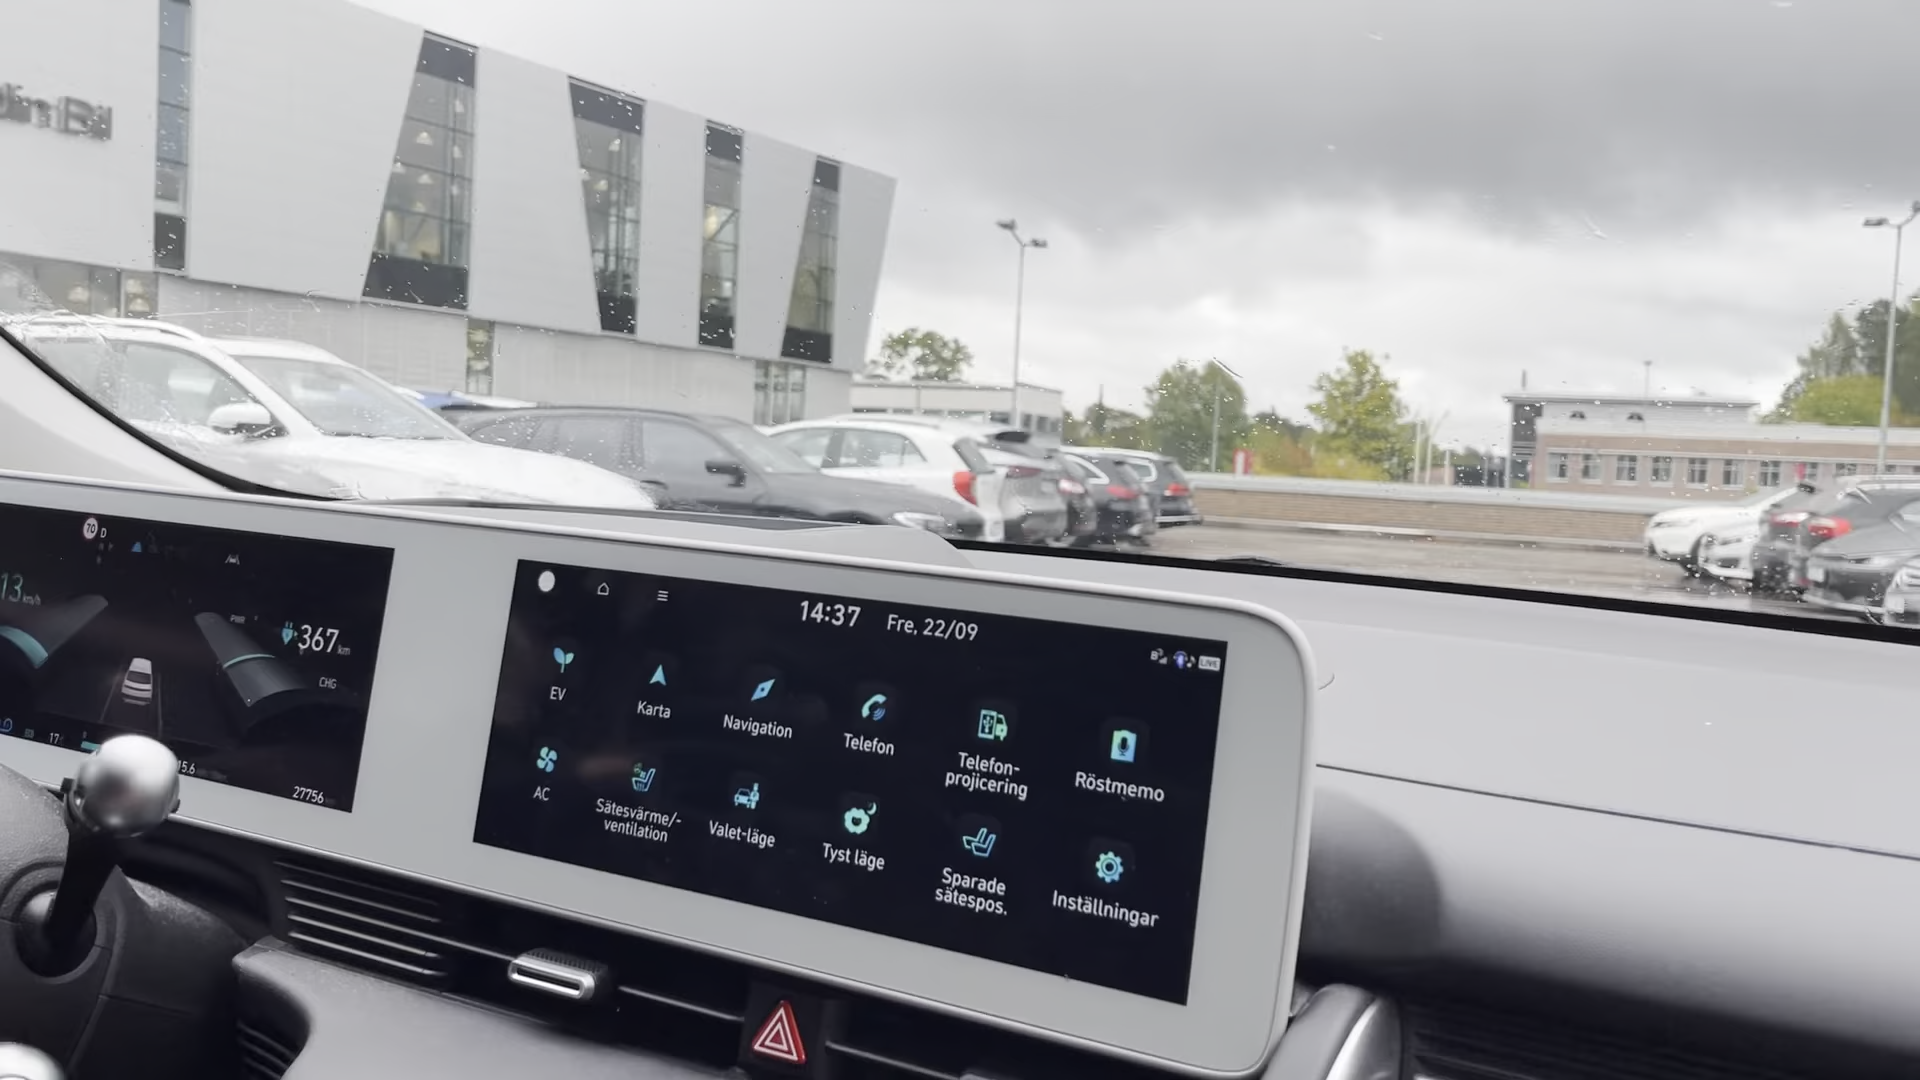 Bil
70 D
13 km/h
PWR
367 km
CHG
27756
14:37 Fre, 22/09
LIVE
EV
Karta
Navigation
Telefon
Telefon-
projicering
Röstmemo
AC
Sätesvärme/-
ventilation
Valet-läge
Tyst läge
Sparade
sätespos.
Inställningar